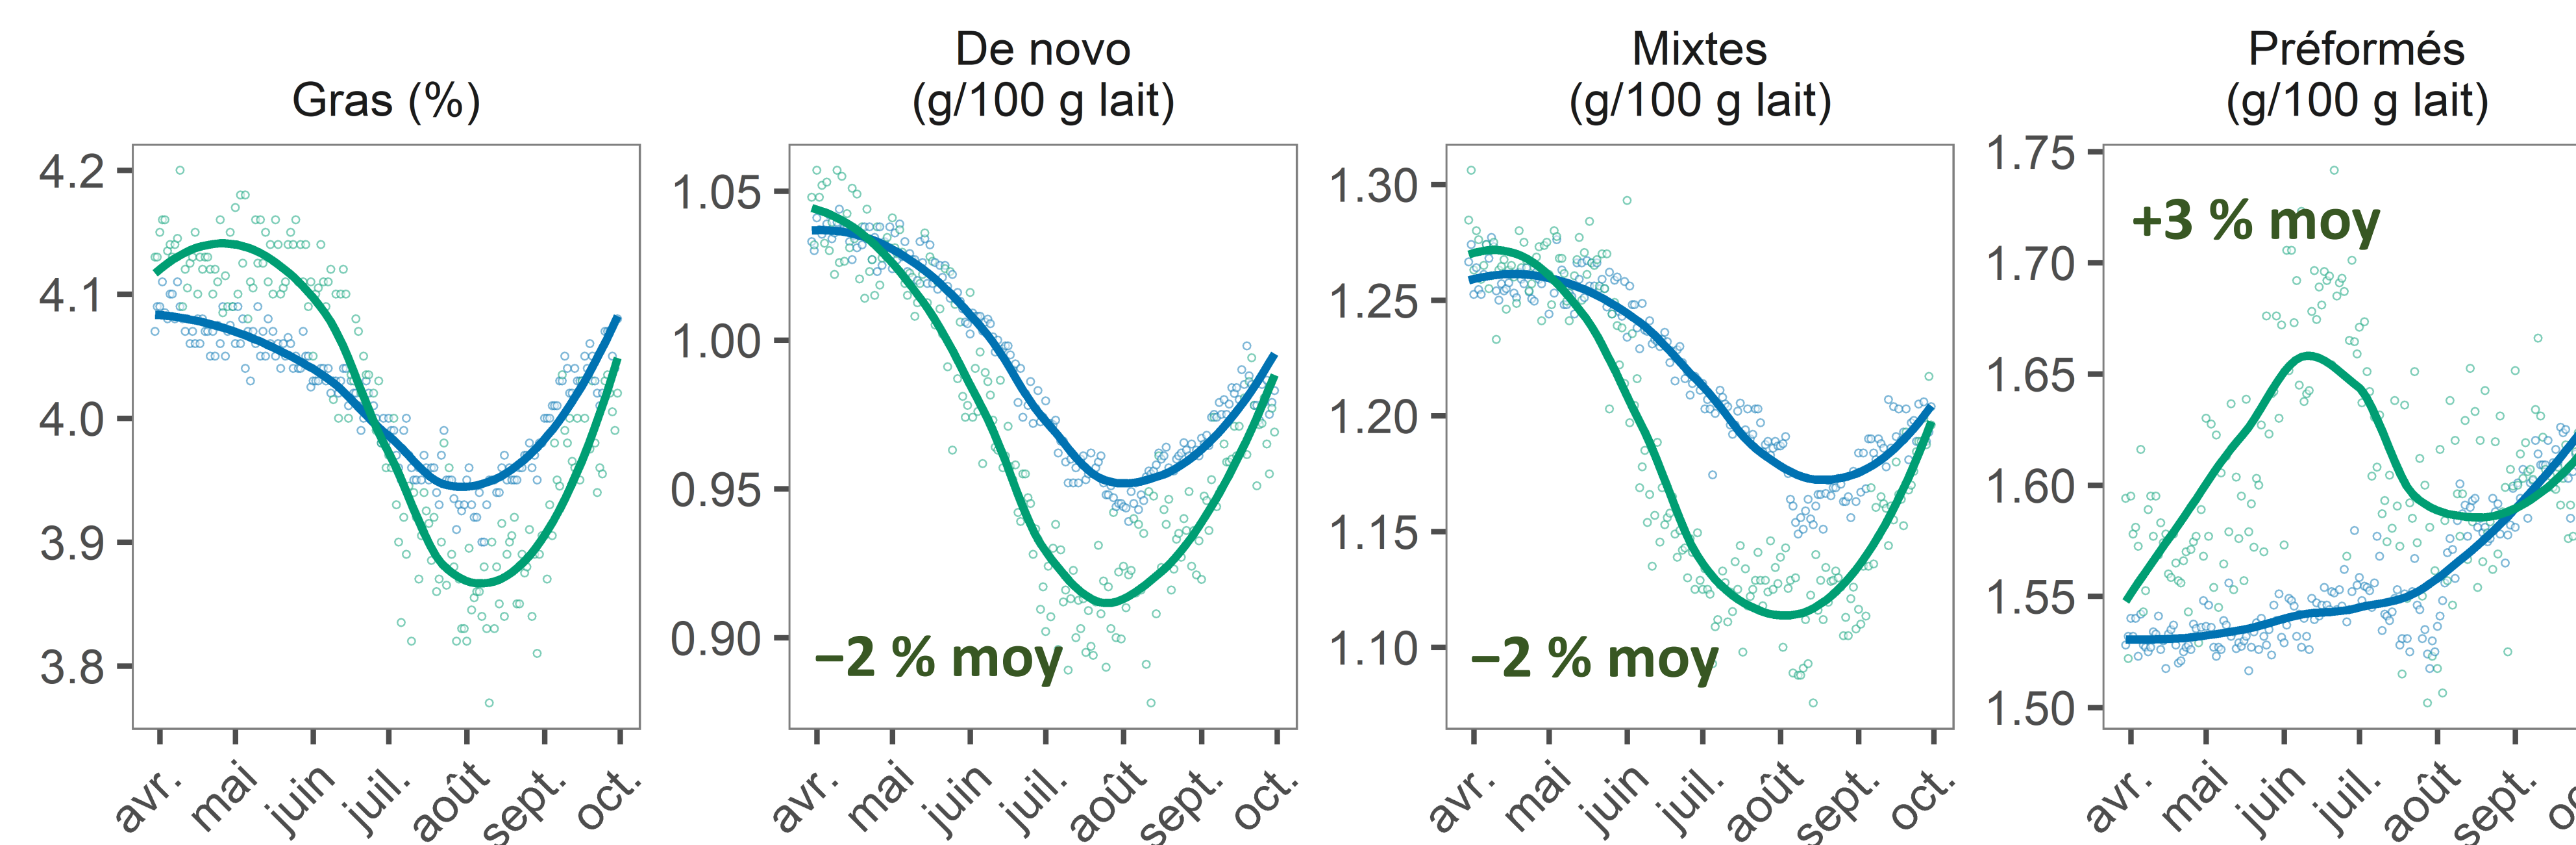 Gras (%)
4.2
4.1
4.0
3.9
3.8
avr.
mai
juin
juil.
août
sept.
oct.
De novo
(g/100 g lait)
1.05
1.00
0.95
0.90
–2 % moy
avr.
mai
juin
juil.
août
sept.
oct.
Mixtes
(g/100 g lait)
1.30
1.25
1.20
1.15
1.10
–2 % moy
avr.
mai
juin
juil.
août
sept.
oct.
Préformés
(g/100 g lait)
1.75
1.70
1.65
1.60
1.55
1.50
+3 % moy
avr.
mai
juin
juil.
août
sept.